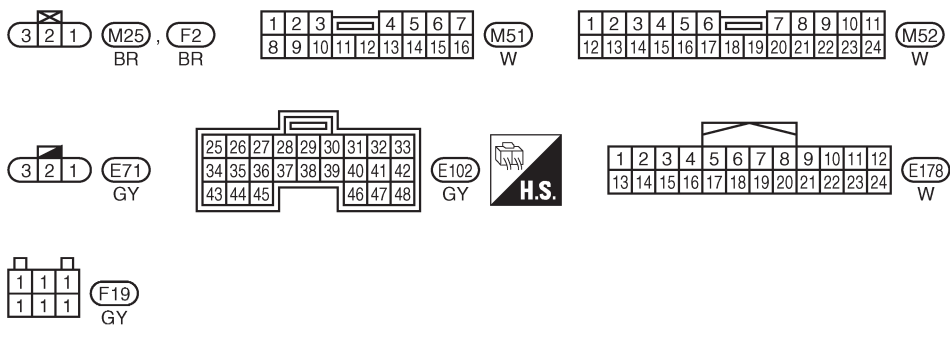 3 2 1 M25 , F2
BR BR
1 2 3 4 5 6 7
8 9 10 11 12 13 14 15 16
M51
W
1 2 3 4 5 6 7 8 9 10 11
12 13 14 15 16 17 18 19 20 21 22 23 24
M52
W
3 2 1 E71
GY
25 26 27 28 29 30 31 32 33
34 35 36 37 38 39 40 41 42
43 44 45 46 47 48
E102
GY
H.S.
1 2 3 4 5 6 7 8 9 10 11 12
13 14 15 16 17 18 19 20 21 22 23 24
E178
W
1 1 1
1 1 1
F19
GY